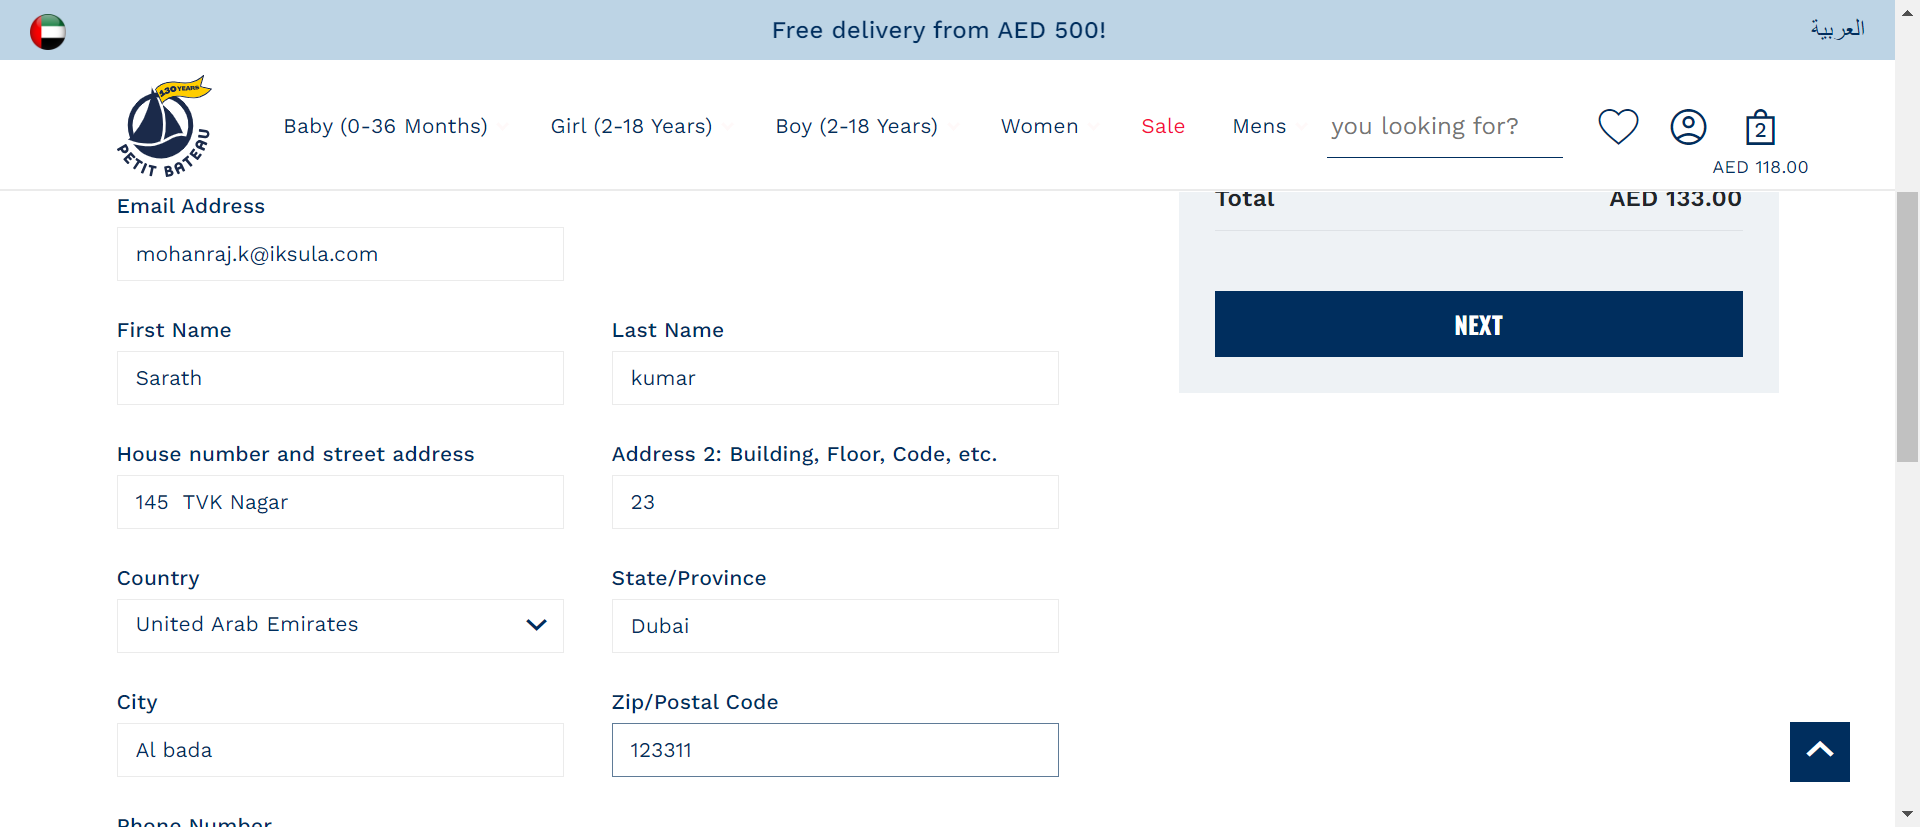 Free delivery from AED 500!
العربية
130 YEARS
PETIT BATEAU
Baby (0-36 Months)
Girl (2-18 Years)
Boy (2-18 Years)
Women
Sale
Mens
you looking for?
2
AED 118.00
Email Address
mohanraj.k@iksula.com
Total
AED 133.00
NEXT
First Name
Last Name
Sarath
kumar
House number and street address
Address 2: Building, Floor, Code, etc.
145  TVK Nagar
23
Country
State/Province
United Arab Emirates
Dubai
City
Zip/Postal Code
Al bada
123311
Phone Number